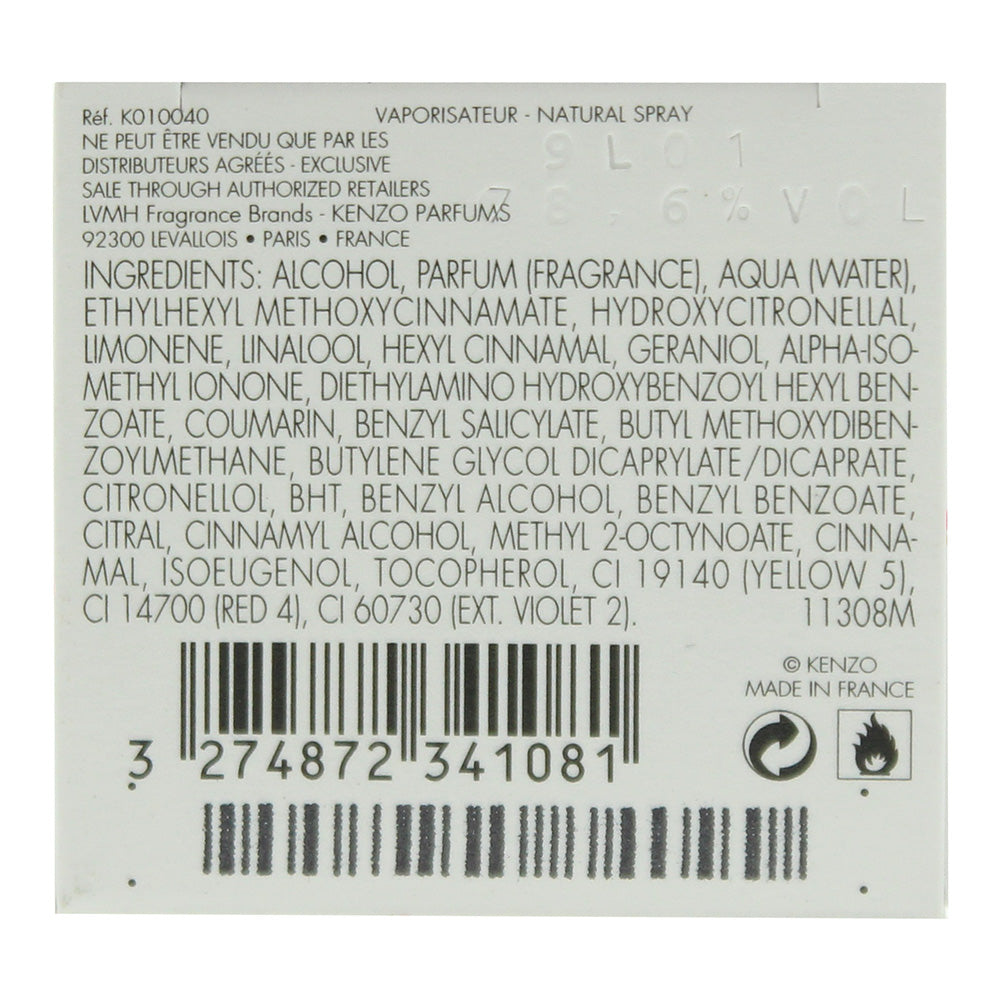 Réf. K010040 VAPORISATEUR - NATURAL SPRAY
NE PEUT ÊTRE VENDU QUE PAR LES
DISTRIBUTEURS AGRÉÉS - EXCLUSIVE
SALE THROUGH AUTHORIZED RETAILERS
LVMH Fragrance Brands - KENZO PARFUMS
92300 LEVALLOIS • PARIS • FRANCE
9L01
78,6%VOL
INGREDIENTS: ALCOHOL, PARFUM (FRAGRANCE), AQUA (WATER),
ETHYLHEXYL METHOXYCINNAMATE, HYDROXYCITRONELLAL,
LIMONENE, LINALOOL, HEXYL CINNAMAL, GERANIOL, ALPHA-ISO-
METHYL IONONE, DIETHYLAMINO HYDROXYBENZOYL HEXYL BEN-
ZOATE, COUMARIN, BENZYL SALICYLATE, BUTYL METHOXYDIBEN-
ZOYLMETHANE, BUTYLENE GLYCOL DICAPRYLATE/DICAPRATE,
CITRONELLOL, BHT, BENZYL ALCOHOL, BENZYL BENZOATE,
CITRAL, CINNAMYL ALCOHOL, METHYL 2-OCTYNOATE, CINNA-
MAL, ISOEUGENOL, TOCOPHEROL, CI 19140 (YELLOW 5),
CI 14700 (RED 4), CI 60730 (EXT. VIOLET 2). 11308M
© KENZO
MADE IN FRANCE
3 274872 341081